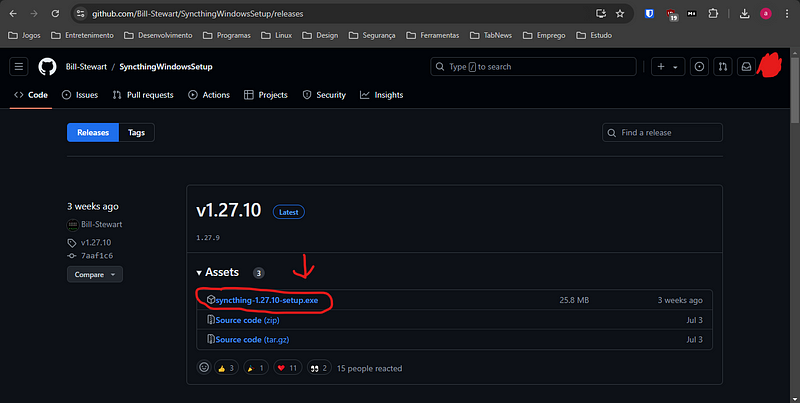 github.com/Bill-Stewart/SyncthingWindowsSetup/releases
19
a
Jogos Entretenimento Desenvolvimento Programas Linux Design Segurança Ferramentas TabNews Emprego Estudo
Bill-Stewart / SyncthingWindowsSetup
Type / to search
Code Issues Pull requests Actions Projects Security Insights
Releases Tags
Find a release
3 weeks ago
Bill-Stewart
v1.27.10
7aaf1c6
Compare
v1.27.10 Latest
1.27.9
Assets 3
syncthing-1.27.10-setup.exe 25.8 MB 3 weeks ago
Source code (zip) Jul 3
Source code (tar.gz) Jul 3
👍 3 🎉 1 ❤️ 11 👀 2 15 people reacted